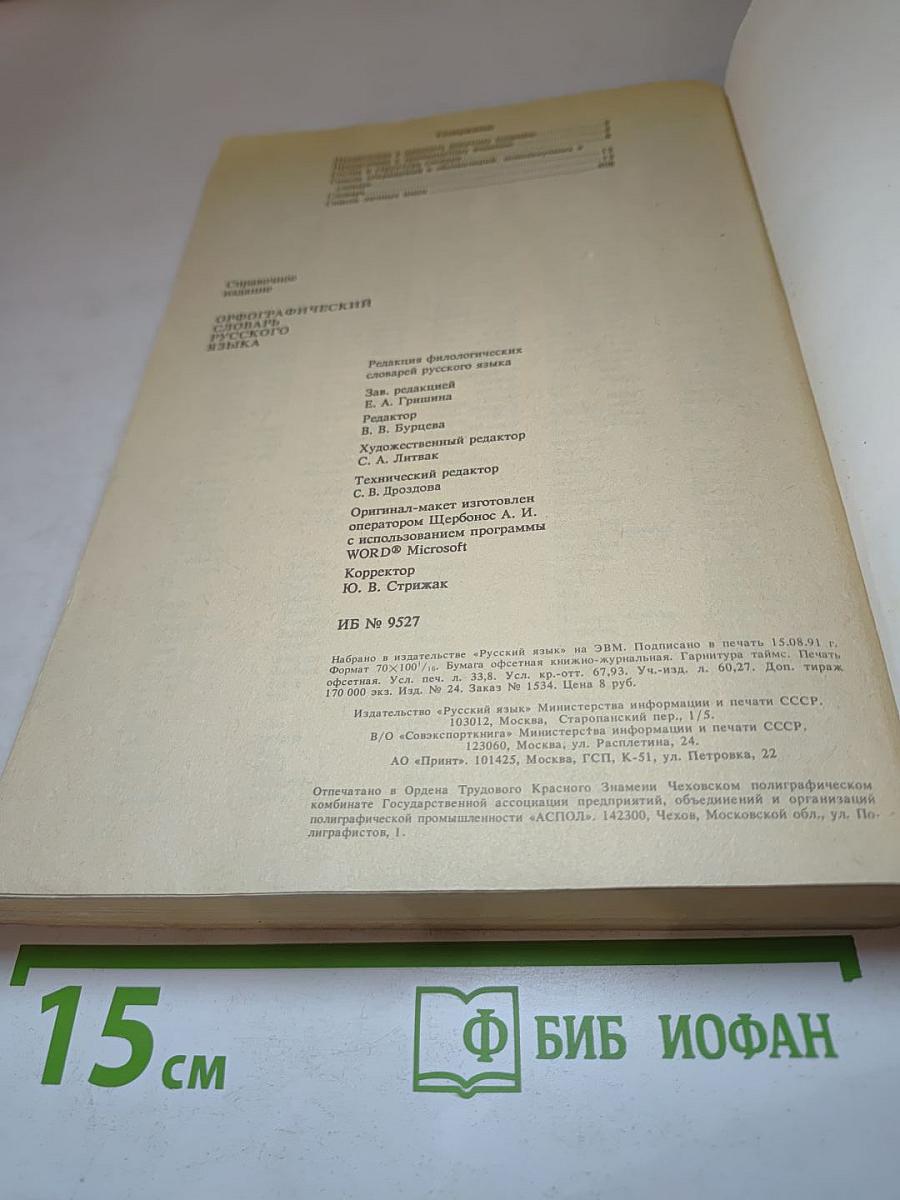 Содержание
словарь
Словарь
Список личных имен
Справочное
издание
ОРФОГРАФИЧЕСКИЙ
СЛОВАРЬ
РУССКОГО
ЯЗЫКА
Редакция филологических
словарей русского языка
Зав. редакцией
Е. А. Гришина
Редактор
В. В. Бурцева
Художественный редактор
С. А. Литвак
Технический редактор
С. В. Дроздова
Оригинал-макет изготовлен
оператором Щербонос А. И.
с использованием программы
WORD® Microsoft
Корректор
Ю. В. Стрижак
ИБ № 9527
Набрано в издательстве «Русский язык» на ЭВМ. Подписано в печать 15.08.91 г.
Формат 70×100¹/₁₆. Бумага офсетная книжно-журнальная. Гарнитура таймс. Печать
офсетная. Усл. печ. л. 33,8. Усл. кр.-отт. 67,93. Уч.-изд. л. 60,27. Доп. тираж
170 000 экз. Изд. № 24. Заказ № 1534. Цена 8 руб.
Издательство «Русский язык» Министерства информации и печати СССР.
103012, Москва, Старопанский пер., 1/5.
В/О «Совэкспорткнига» Министерства информации и печати СССР,
123060, Москва, ул. Расплетина, 24.
АО «Принт». 101425, Москва, ГСП, К-51, ул. Петровка, 22
Отпечатано в Ордена Трудового Красного Знамени Чеховском полиграфическом
комбинате Государственной ассоциации предприятий, объединений и организаций
полиграфической промышленности «АСПОЛ». 142300, Чехов, Московской обл., ул. По-
лиграфистов, 1.
15 см
Ф БИБ ИОФАН